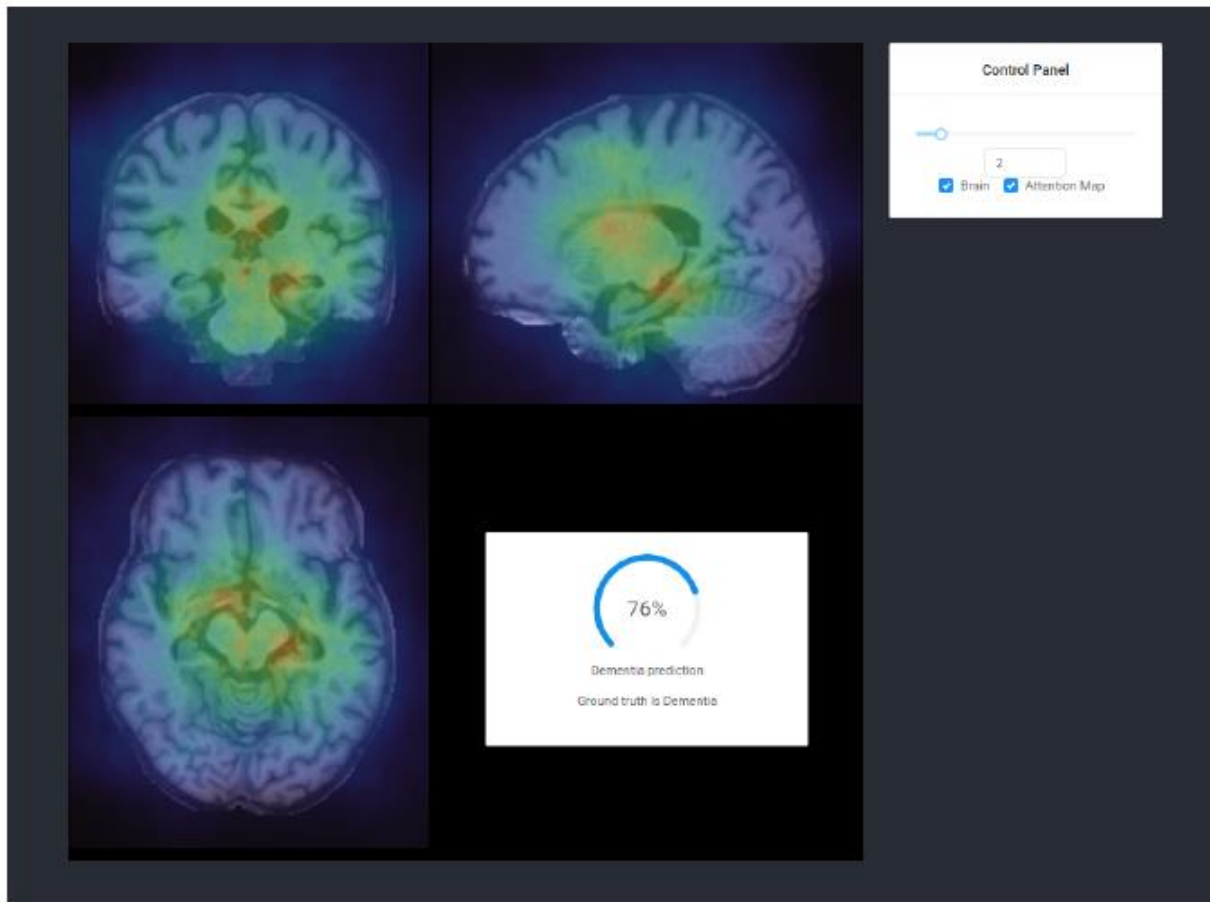 Control Panel
2
Brain Attention Map
76%
Dementia prediction
Ground truth is Dementia